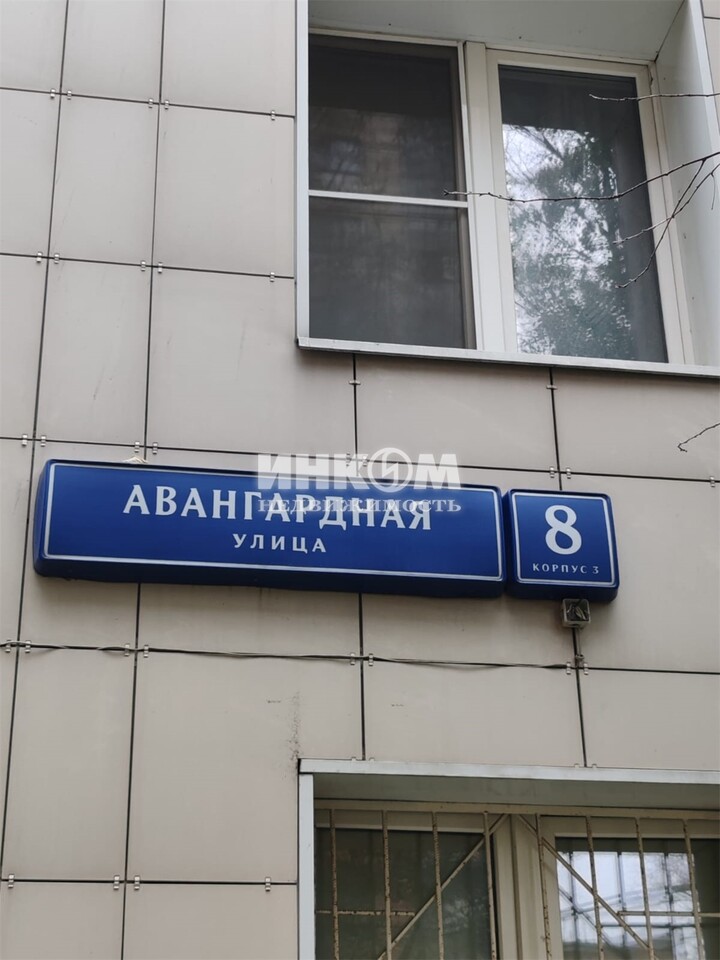 ИНКОМ
НЕДВИЖИМОСТЬ
АВАНГАРДНАЯ
УЛИЦА
8
КОРПУС 3